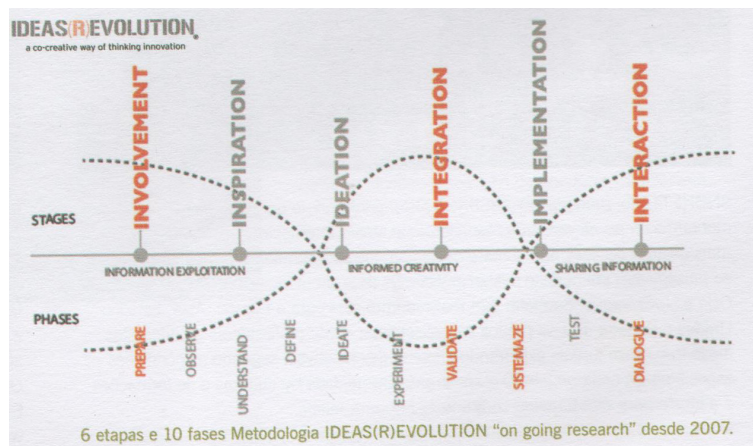 IDEAS(R)EVOLUTION.
a co-creative way of thinking innovation
INVOLVEMENT
INSPIRATION
IDEATION
INTEGRATION
IMPLEMENTATION
INTERACTION
STAGES
INFORMATION EXPLOITATION
INFORMED CREATIVITY
SHARING INFORMATION
PHASES
PREPARE
OBSERVE
UNDERSTAND
DEFINE
IDEATE
EXPERIMENT
VALIDATE
SISTEMAZE
TEST
DIALOGUE
6 etapas e 10 fases Metodologia IDEAS(R)EVOLUTION “on going research” desde 2007.